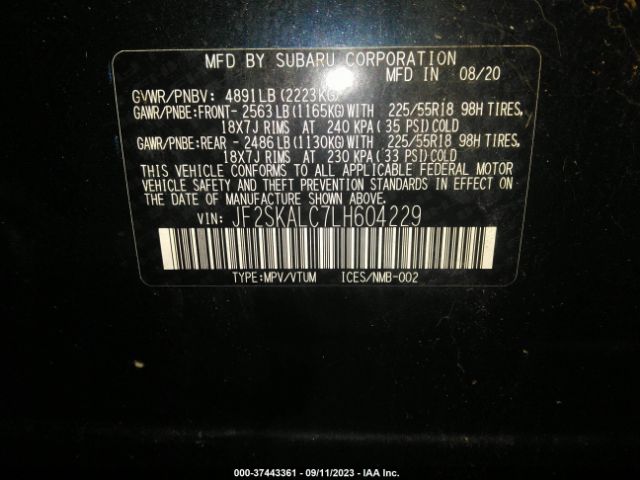 MFD BY SUBARU CORPORATION
MFD IN 08/20
GVWR/PNBV: 4891LB(2223KG)
GAWR/PNBE:FRONT- 2563LB(1165KG)WITH 225/55R18 98H TIRES,
18X7J RIMS AT 240 KPA(35 PSI)COLD
GAWR/PNBE:REAR - 2486LB(1130KG)WITH 225/55R18 98H TIRES,
18X7J RIMS AT 230 KPA(33 PSI)COLD
THIS VEHICLE CONFORMS TO ALL APPLICABLE FEDERAL MOTOR
VEHICLE SAFETY AND THEFT PREVENTION STANDARDS IN EFFECT
ON THE DATE OF MANUFACTURE SHOWN ABOVE.
VIN: JF2SKALC7LH604229
TYPE:MPV/VTUM ICES/NMB-002
000-37443361 - 09/11/2023 - IAA Inc.